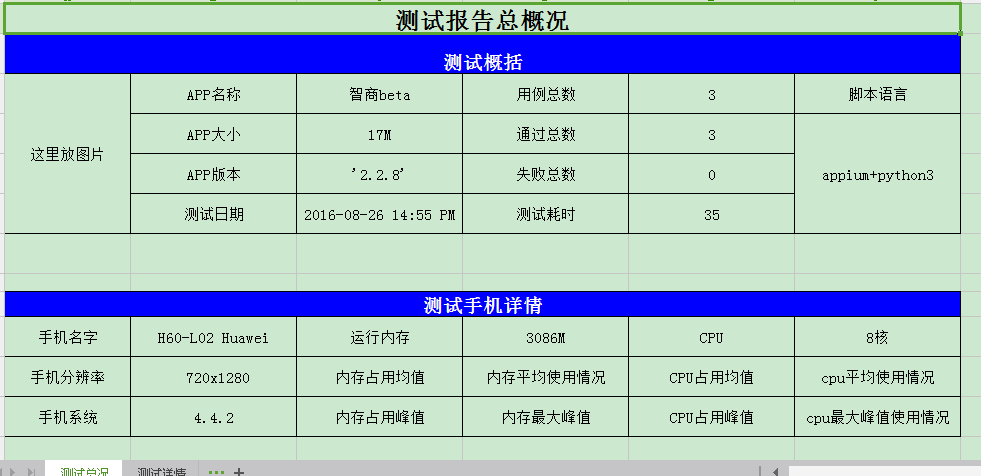 测试报告总概况
测试概括
这里放图片
APP名称 智商beta 用例总数 3 脚本语言
APP大小 17M 通过总数 3 appium+python3
APP版本 '2.2.8' 失败总数 0
测试日期 2016-08-26 14:55 PM 测试耗时 35
测试手机详情
手机名字 H60-L02 Huawei 运行内存 3086M CPU 8核
手机分辨率 720x1280 内存占用均值 内存平均使用情况 CPU占用均值 cpu平均使用情况
手机系统 4.4.2 内存占用峰值 内存最大峰值 CPU占用峰值 cpu最大峰值使用情况
测试总况 测试详情 ··· +